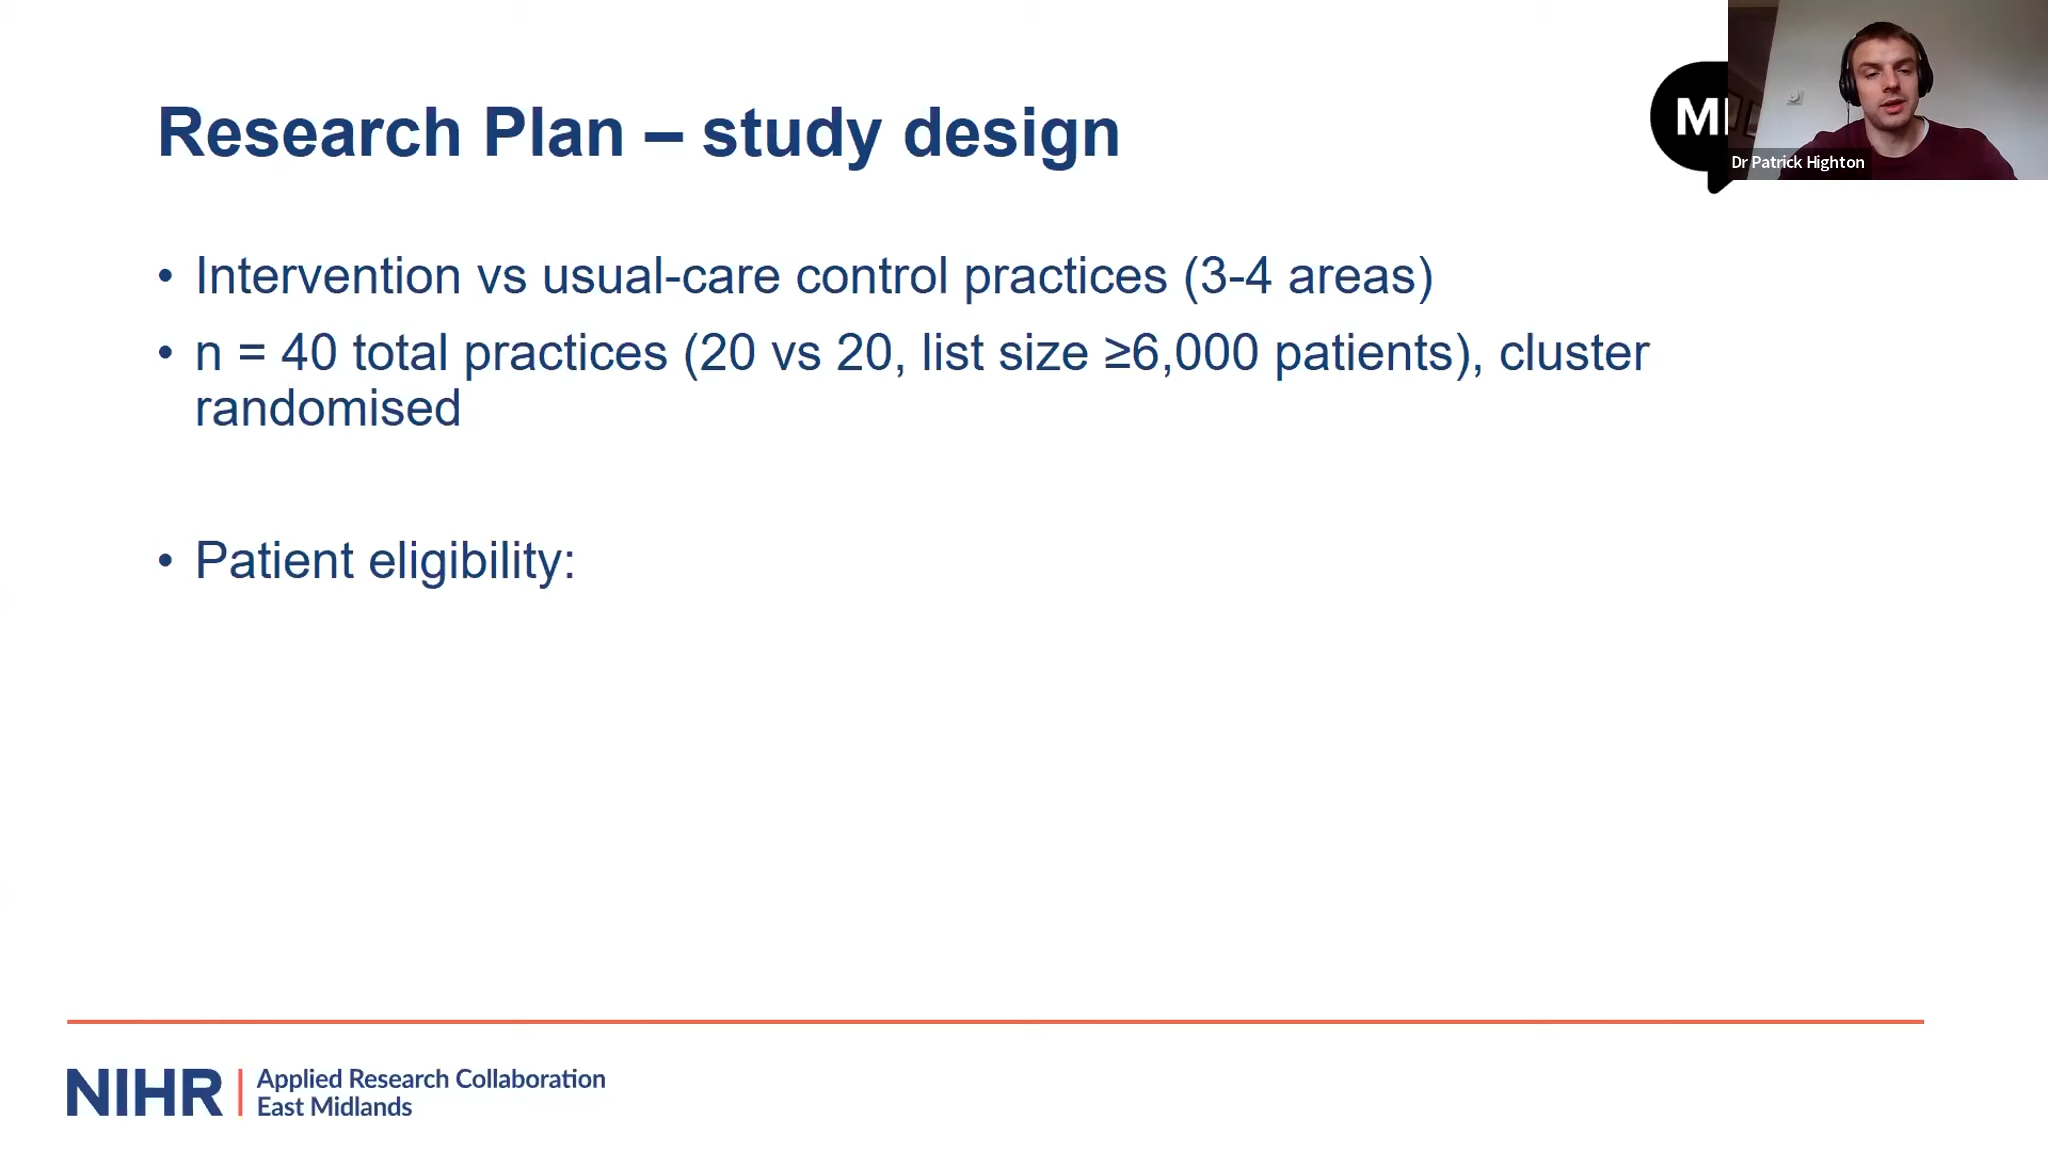 Research Plan – study design
M
Dr Patrick Highton
• Intervention vs usual-care control practices (3-4 areas)
• n = 40 total practices (20 vs 20, list size ≥6,000 patients), cluster
randomised
• Patient eligibility:
NIHR | Applied Research Collaboration
East Midlands